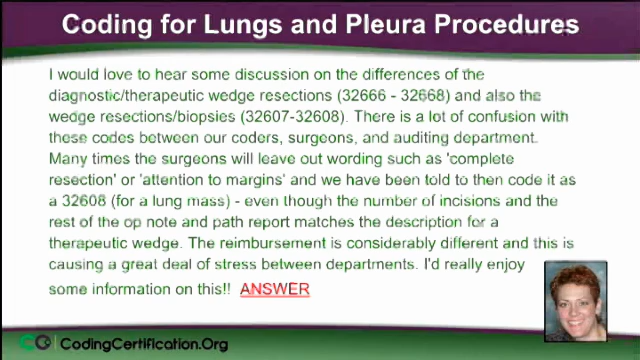 Coding for Lungs and Pleura Procedures
I would love to hear some discussion on the differences of the
diagnostic/therapeutic wedge resections (32666 - 32668) and also the
wedge resections/biopsies (32607-32608). There is a lot of confusion with
these codes between our coders, surgeons, and auditing department.
Many times the surgeons will leave out wording such as 'complete
resection' or 'attention to margins' and we have been told to then code it as
a 32608 (for a lung mass) - even though the number of incisions and the
rest of the op note and path report matches the description for a
therapeutic wedge. The reimbursement is considerably different and this is
causing a great deal of stress between departments. I'd really enjoy
some information on this!! ANSWER
CodingCertification.Org